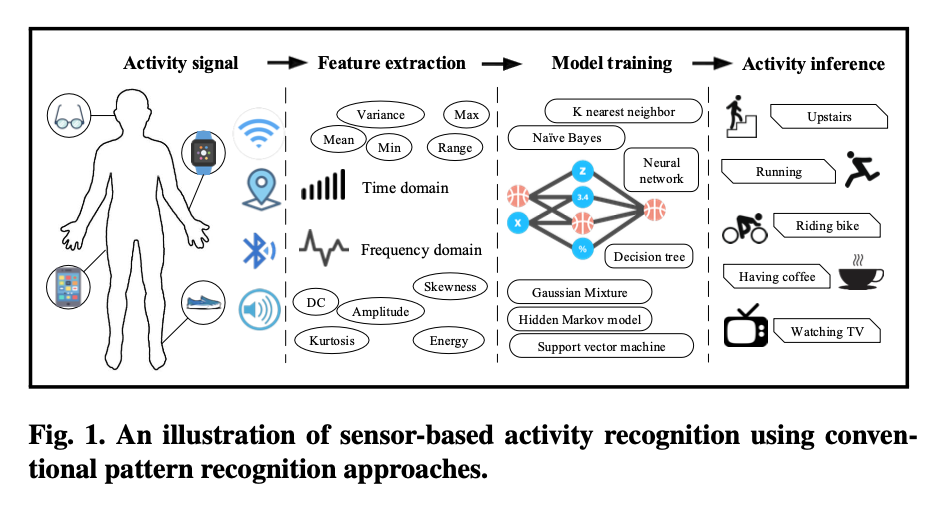 Activity signal
Feature extraction
Model training
Activity inference
Variance
Max
Mean
Min
Range
Time domain
Frequency domain
Skewness
DC
Amplitude
Kurtosis
Energy
K nearest neighbor
Naïve Bayes
Neural
network
Z
3.4
X
%
Decision tree
Gaussian Mixture
Hidden Markov model
Support vector machine
Upstairs
Running
Riding bike
Having coffee
Watching TV
Fig. 1. An illustration of sensor-based activity recognition using conven-
tional pattern recognition approaches.